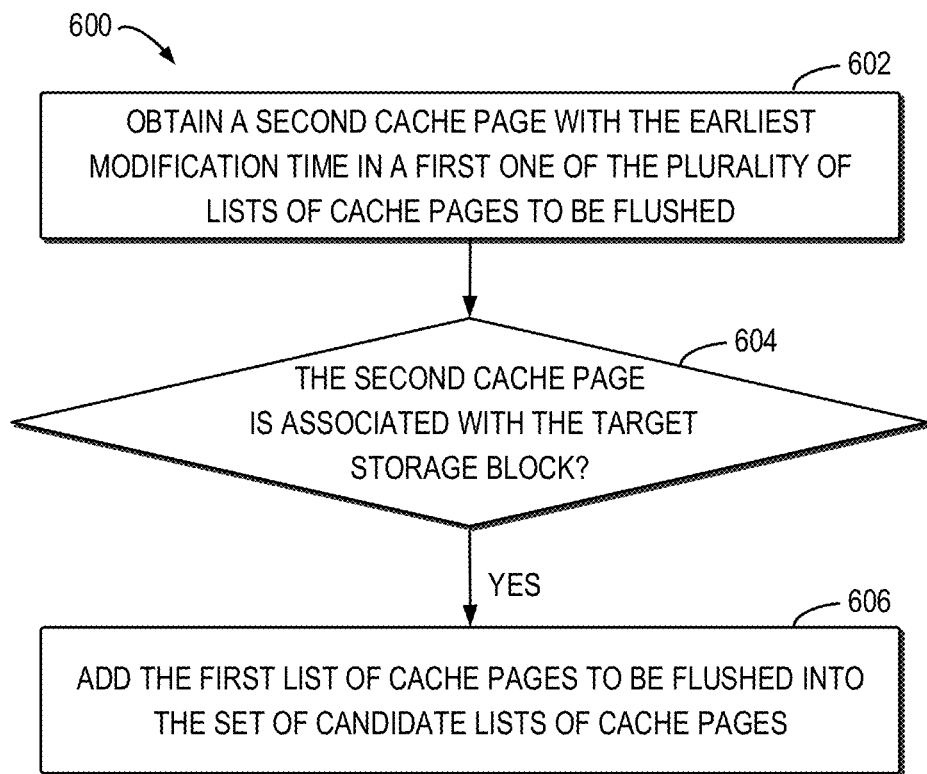 600
602
OBTAIN A SECOND CACHE PAGE WITH THE EARLIEST
MODIFICATION TIME IN A FIRST ONE OF THE PLURALITY OF
LISTS OF CACHE PAGES TO BE FLUSHED
604
THE SECOND CACHE PAGE
IS ASSOCIATED WITH THE TARGET
STORAGE BLOCK?
YES
606
ADD THE FIRST LIST OF CACHE PAGES TO BE FLUSHED INTO
THE SET OF CANDIDATE LISTS OF CACHE PAGES